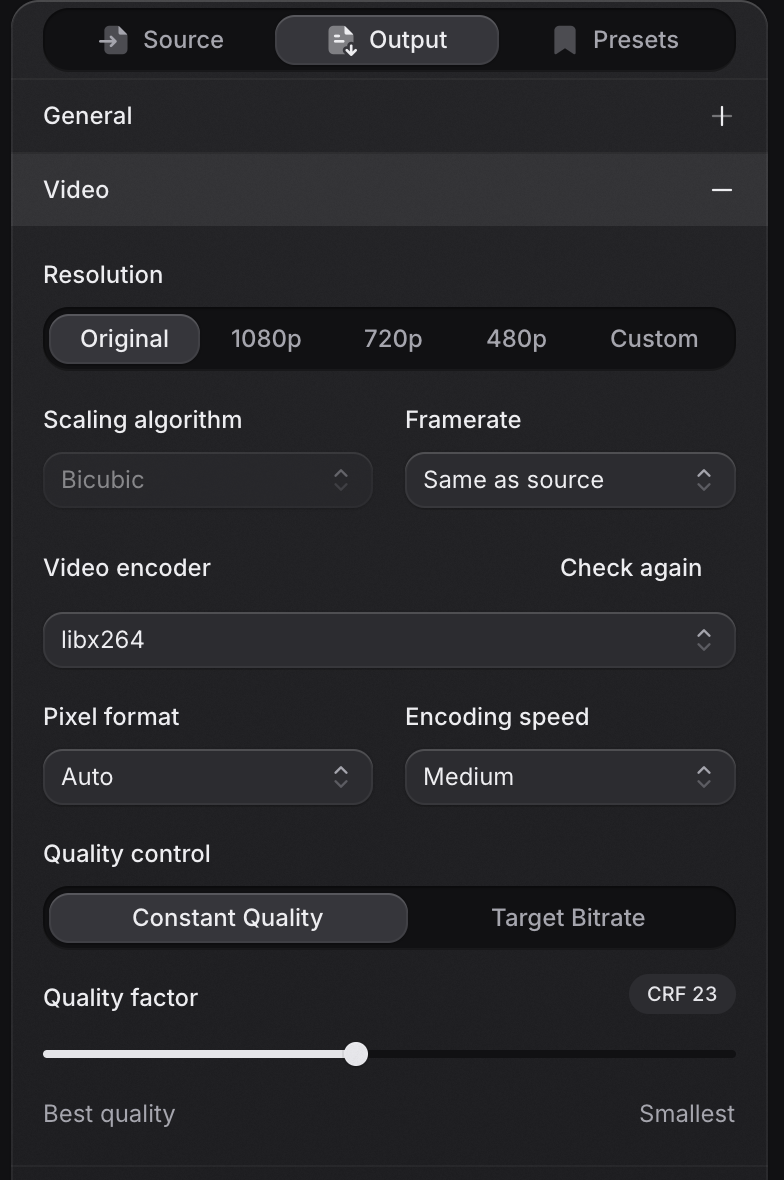 Source Output Presets
General
Video
Resolution
Original 1080p 720p 480p Custom
Scaling algorithm Framerate
Bicubic Same as source
Video encoder Check again
libx264
Pixel format Encoding speed
Auto Medium
Quality control
Constant Quality Target Bitrate
Quality factor CRF 23
Best quality Smallest